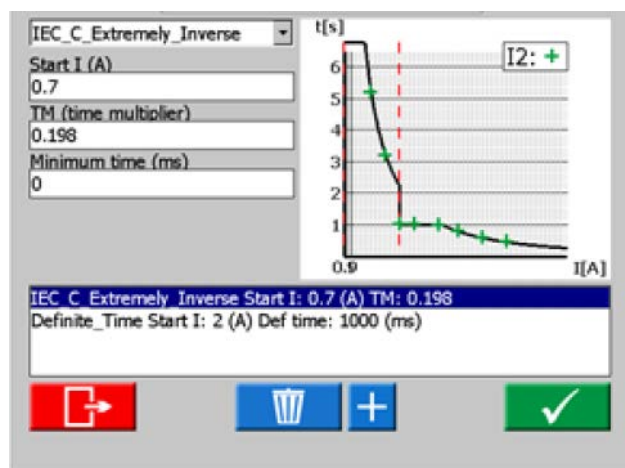 IEC_C_Extremely_Inverse
Start I (A)
0.7
TM (time multiplier)
0.198
Minimum time (ms)
0
t[s]
I2: +
6
5
4
3
2
1
0.9
I[A]
IEC_C_Extremely_Inverse Start I: 0.7 (A) TM: 0.198
Definite_Time Start I: 2 (A) Def time: 1000 (ms)